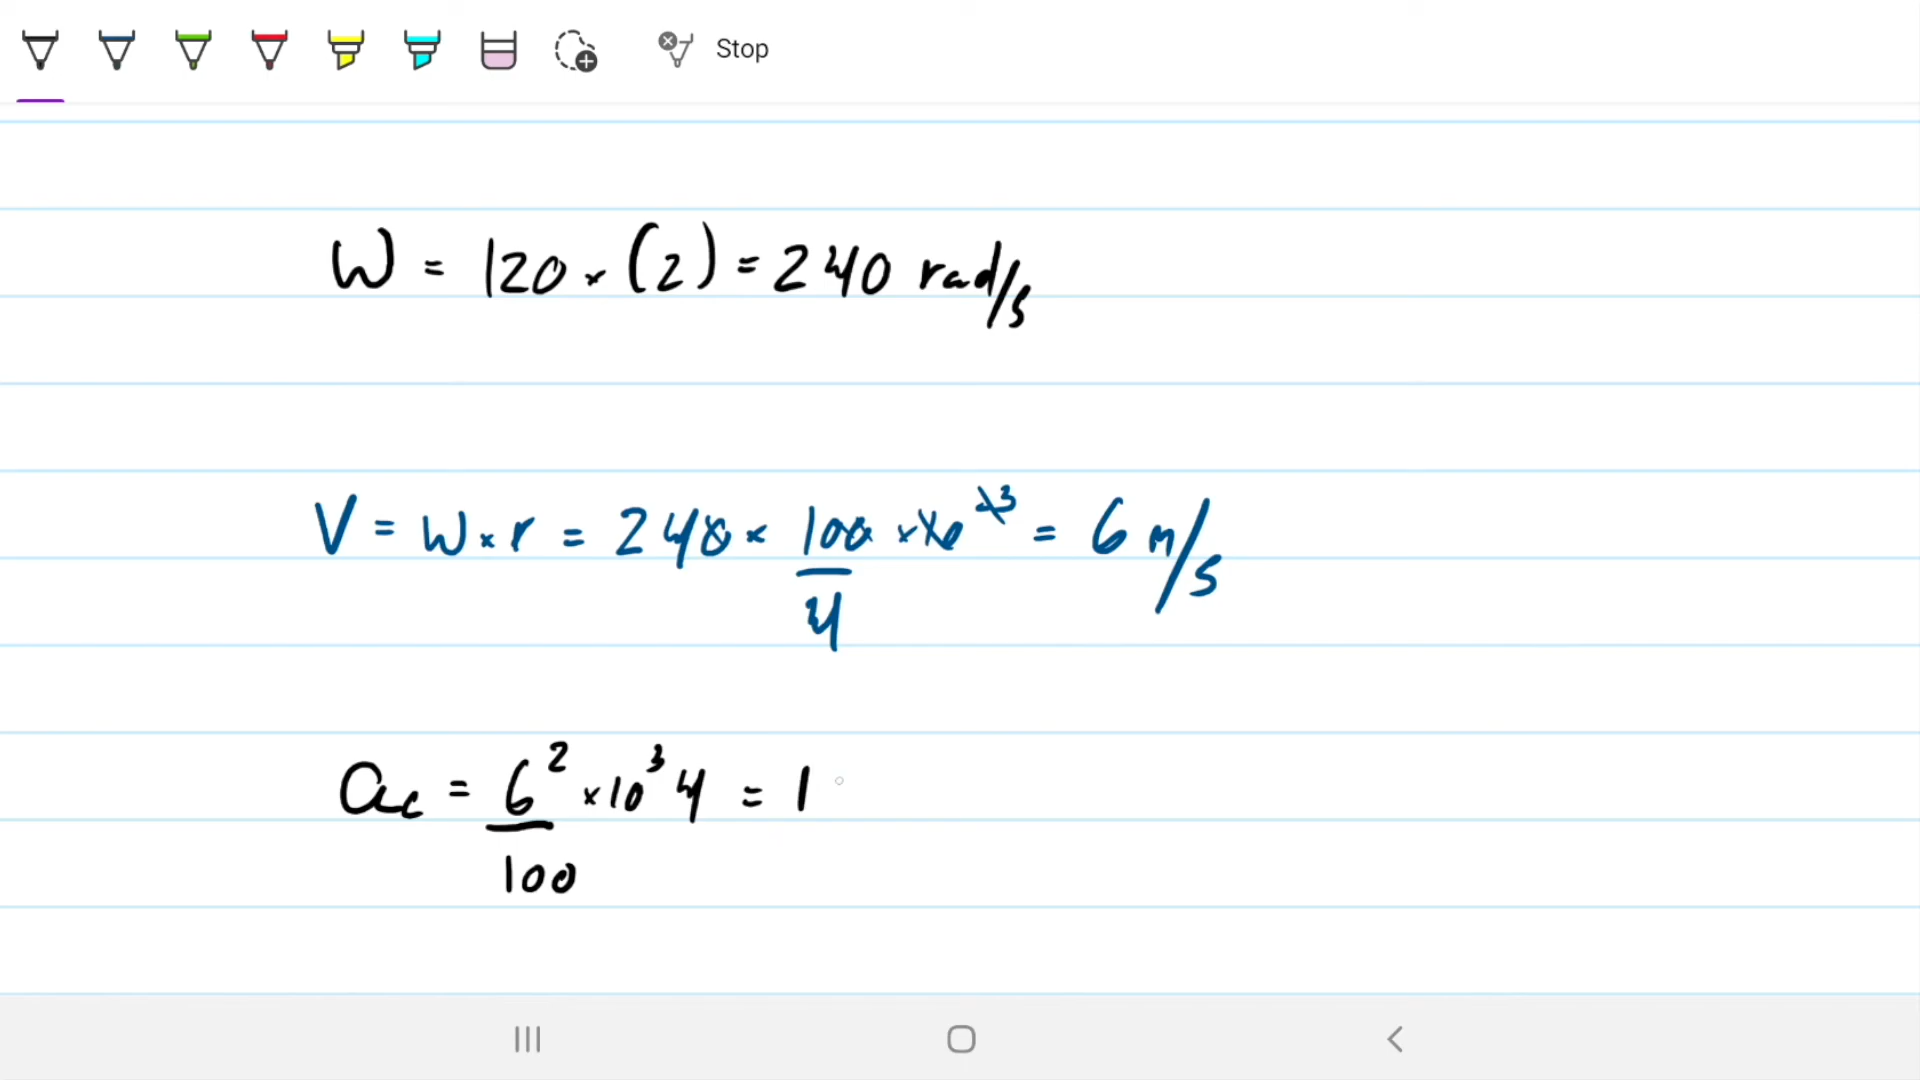 Stop
W = 120 × (2) = 240 rad/s
V = W × r = 240 × 100/4 × 10^-3 = 6 m/s
ac = 6^2/100 × 10^3 4 = 1